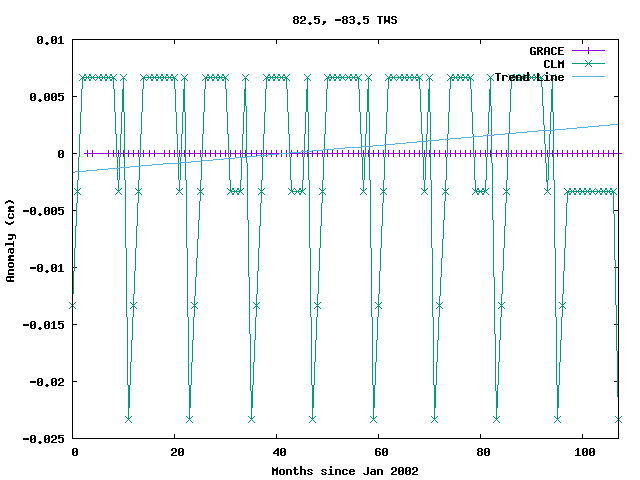 82.5, -83.5 TWS
GRACE
CLM
Trend Line
0.01
0.005
0
-0.005
-0.01
-0.015
-0.02
-0.025
Anomaly (cm)
0 20 40 60 80 100
Months since Jan 2002